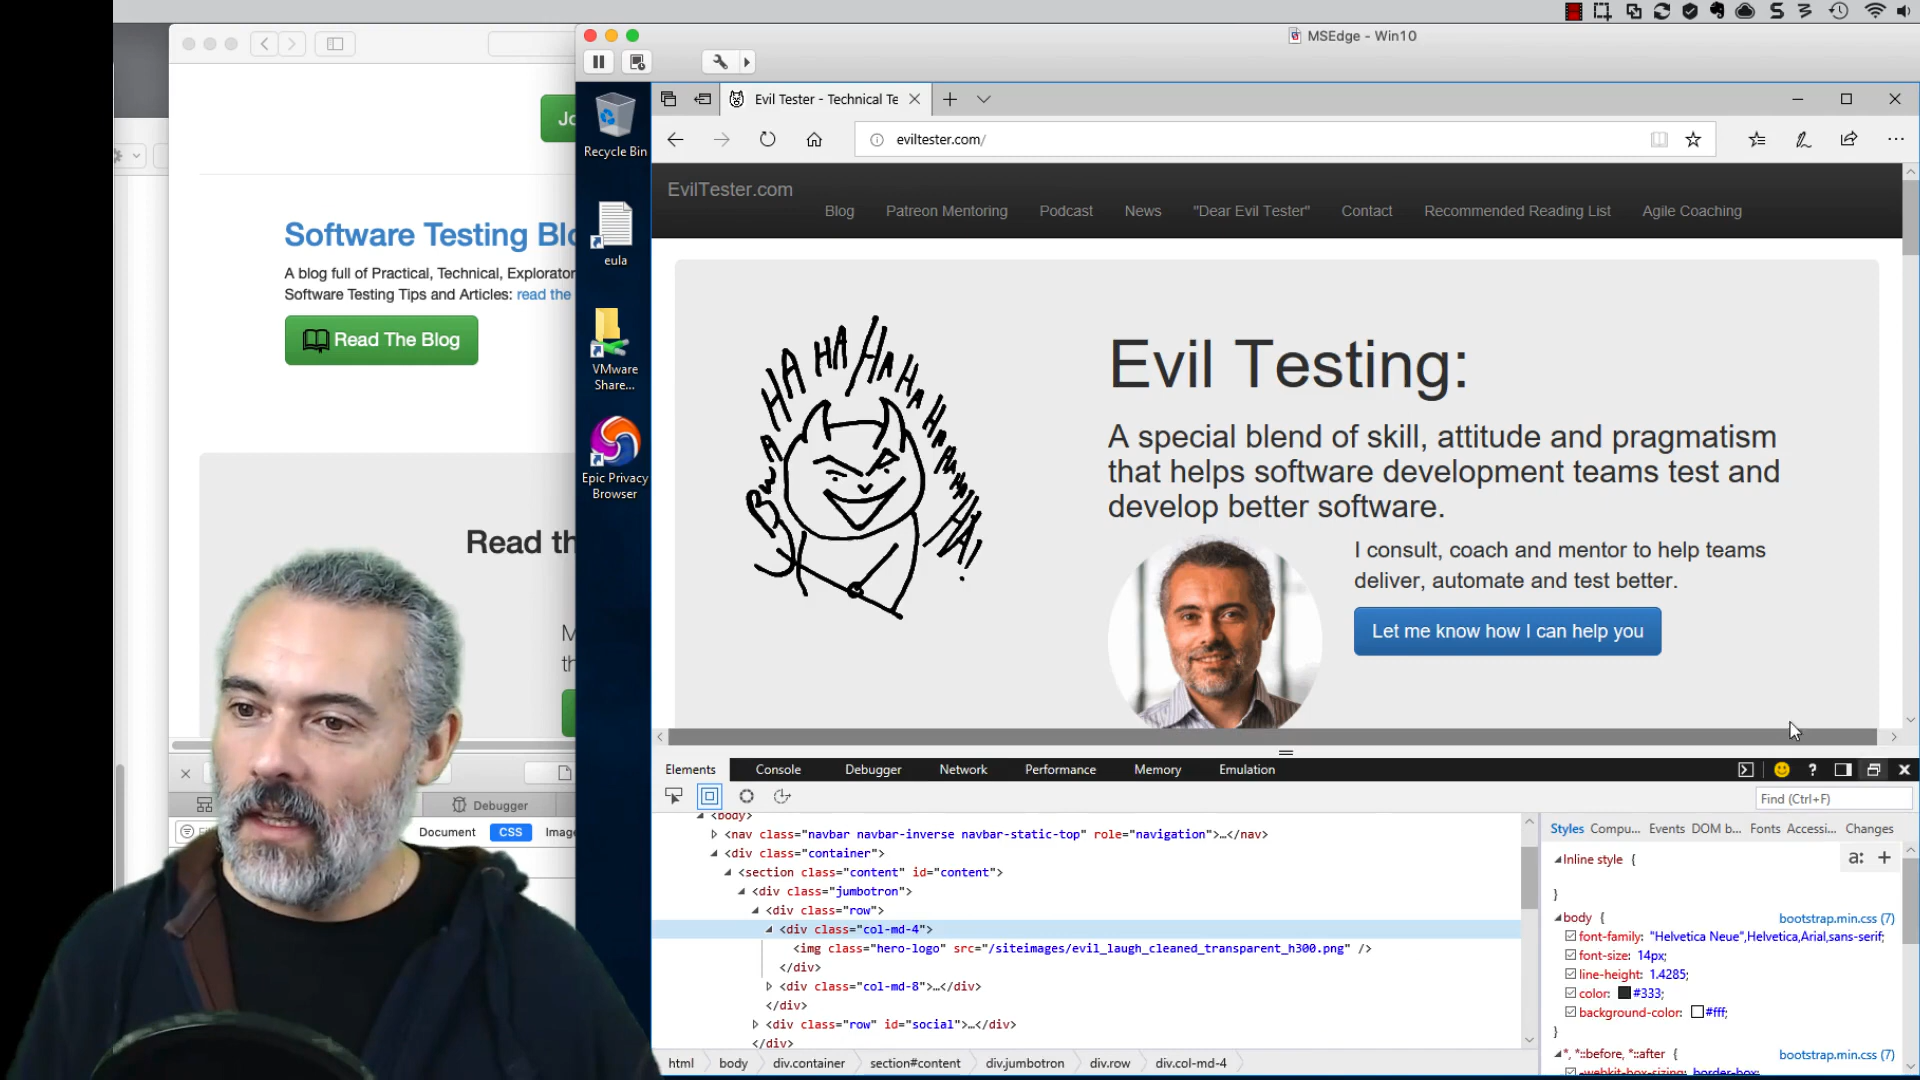 MSEdge - Win10
Evil Tester - Technical Te
eviltester.com/
Recycle Bin
eula
VMware
Share...
Epic Privacy
Browser
Jo
Software Testing Blo
A blog full of Practical, Technical, Explorator
Software Testing Tips and Articles: read the
Read The Blog
Read th
M
th
Debugger
Document
CSS
Imag
EvilTester.com
Blog
Patreon Mentoring
Podcast
News
"Dear Evil Tester"
Contact
Recommended Reading List
Agile Coaching
Evil Testing:
A special blend of skill, attitude and pragmatism
that helps software development teams test and
develop better software.
I consult, coach and mentor to help teams
deliver, automate and test better.
Let me know how I can help you
Elements
Console
Debugger
Network
Performance
Memory
Emulation
Find (Ctrl+F)
<body>
<nav class="navbar navbar-inverse navbar-static-top" role="navigation">…</nav>
<div class="container">
<section class="content" id="content">
<div class="jumbotron">
<div class="row">
<div class="col-md-4">
<img class="hero-logo" src="/siteimages/evil_laugh_cleaned_transparent_h300.png" />
</div>
<div class="col-md-8">…</div>
</div>
<div class="row" id="social">…</div>
</div>
html
body
div.container
section#content
div.jumbotron
div.row
div.col-md-4
Styles
Compu...
Events
DOM b...
Fonts
Accessi...
Changes
a:
Inline style {
}
body {
bootstrap.min.css (7)
font-family: "Helvetica Neue",Helvetica,Arial,sans-serif;
font-size: 14px;
line-height: 1.4285;
color: #333;
background-color: #fff;
}
*, *::before, *::after {
bootstrap.min.css (7)
-webkit-box-sizing: border-box;